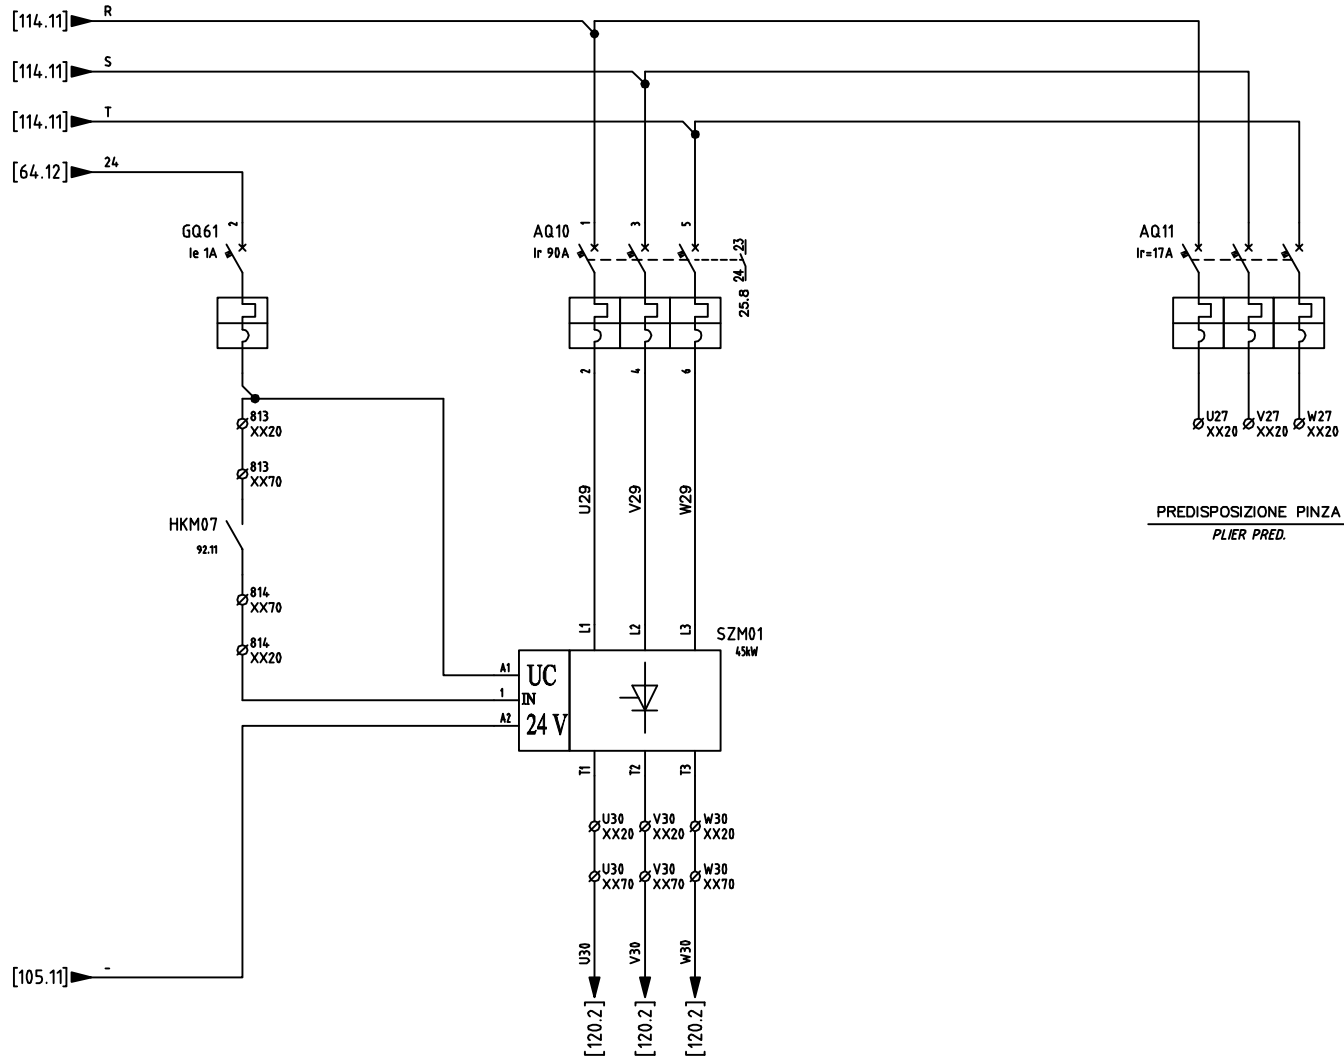 [114.11] R
[114.11] S
[114.11] T
[64.12] 24
GQ61 2
Ie 1A
AQ10 1 3 5
Ir 90A
23
24
25.8
AQ11
Ir=17A
2 4 6
813
XX20
813
XX70
HKM07
92.11
814
XX70
814
XX20
U27
XX20
V27
XX20
W27
XX20
PREDISPOSIZIONE PINZA
PLIER PRED.
U29 V29 W29
L1 L2 L3
SZM01
45kW
A1 UC
1 IN
A2 24 V
T1 T2 T3
U30
XX20
V30
XX20
W30
XX20
U30
XX70
V30
XX70
W30
XX70
U30 V30 W30
[105.11] -
[120.2] [120.2] [120.2]